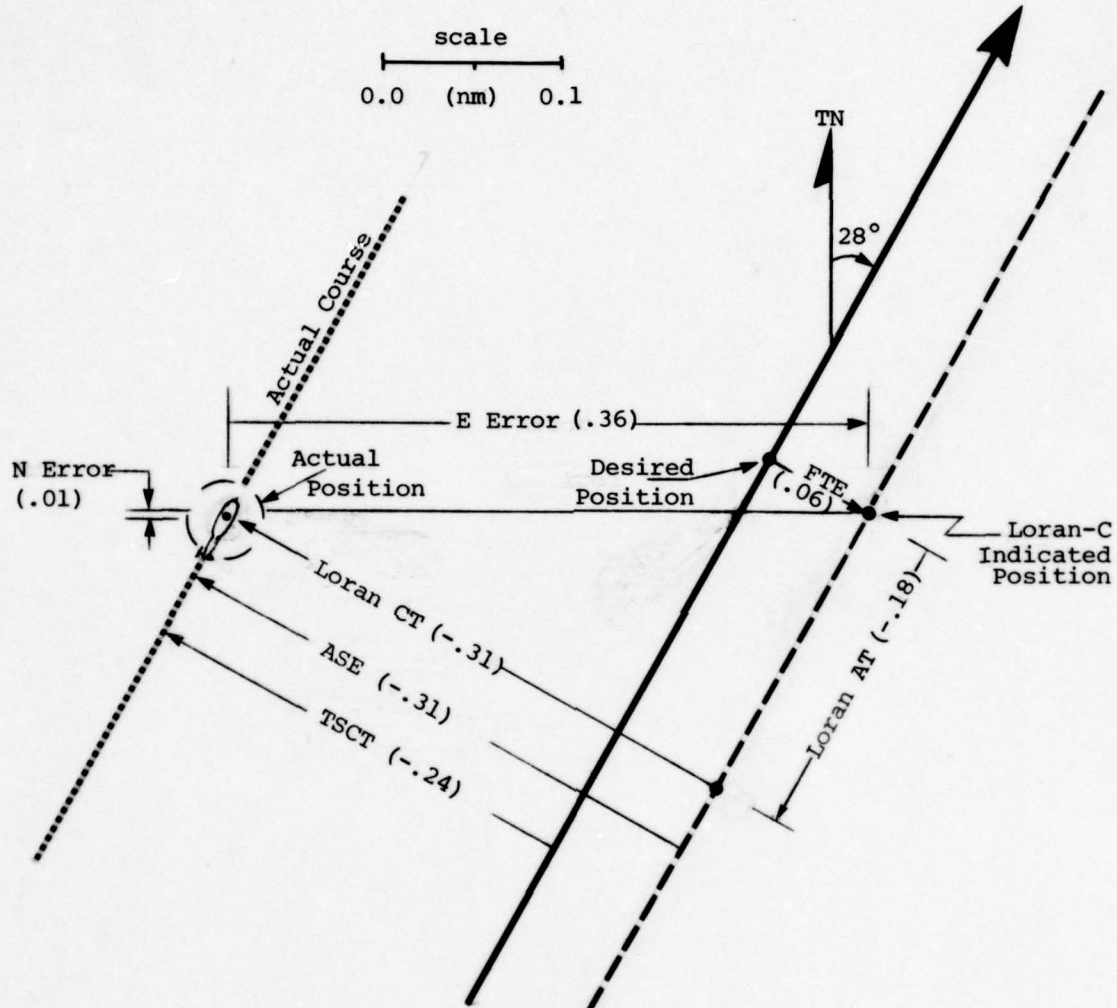 scale
0.0 (nm) 0.1
TN
28°
Actual Course
E Error (.36)
N Error
(.01)
Actual
Position
Desired
Position
FTE
(.06)
Loran-C
Indicated
Position
Loran CT (-.31)
ASE (-.31)
TSCT (-.24)
Loran AT (-.18)